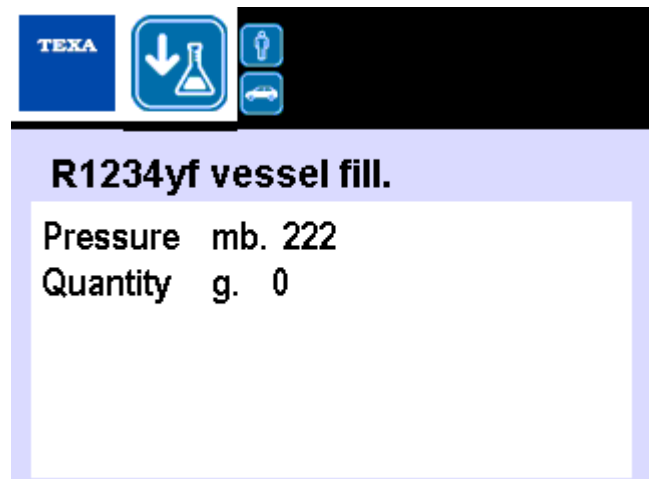 TEXA
R1234yf vessel fill.
Pressure mb. 222
Quantity g. 0